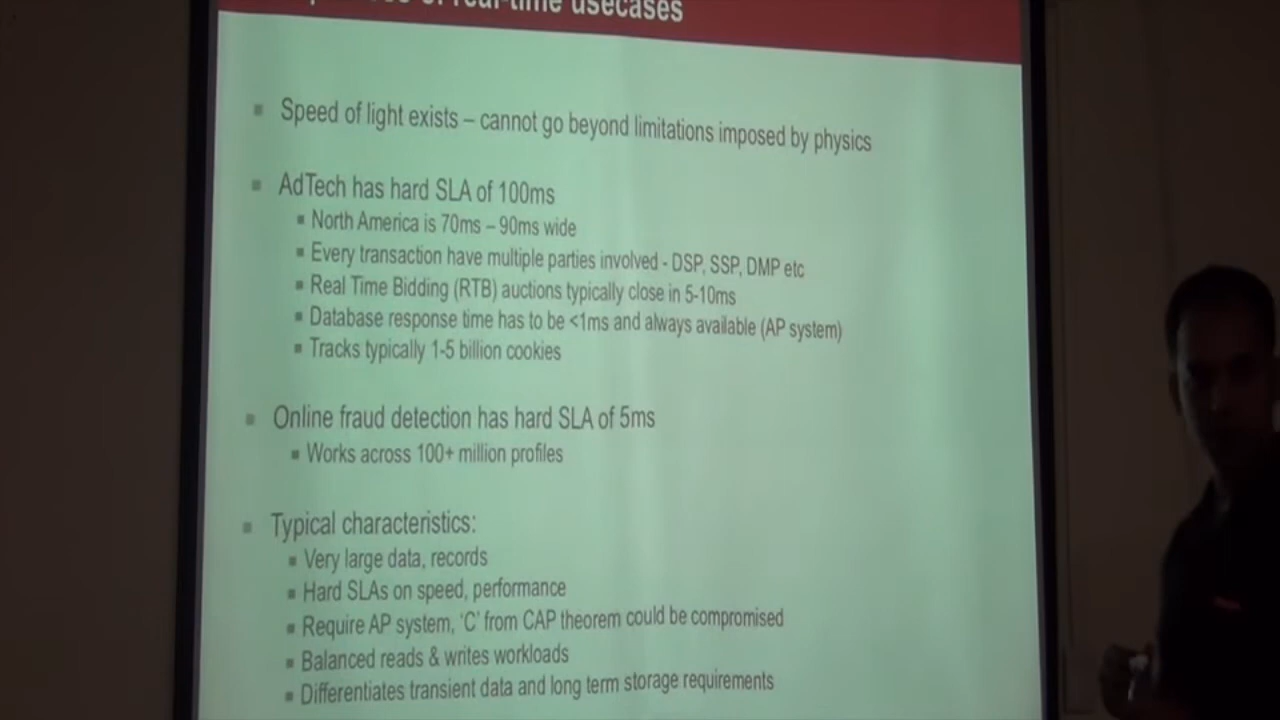 of real-time usecases
Speed of light exists – cannot go beyond limitations imposed by physics
AdTech has hard SLA of 100ms
North America is 70ms – 90ms wide
Every transaction have multiple parties involved - DSP, SSP, DMP etc
Real Time Bidding (RTB) auctions typically close in 5-10ms
Database response time has to be <1ms and always available (AP system)
Tracks typically 1-5 billion cookies
Online fraud detection has hard SLA of 5ms
Works across 100+ million profiles
Typical characteristics:
Very large data, records
Hard SLAs on speed, performance
Require AP system, ‘C’ from CAP theorem could be compromised
Balanced reads & writes workloads
Differentiates transient data and long term storage requirements